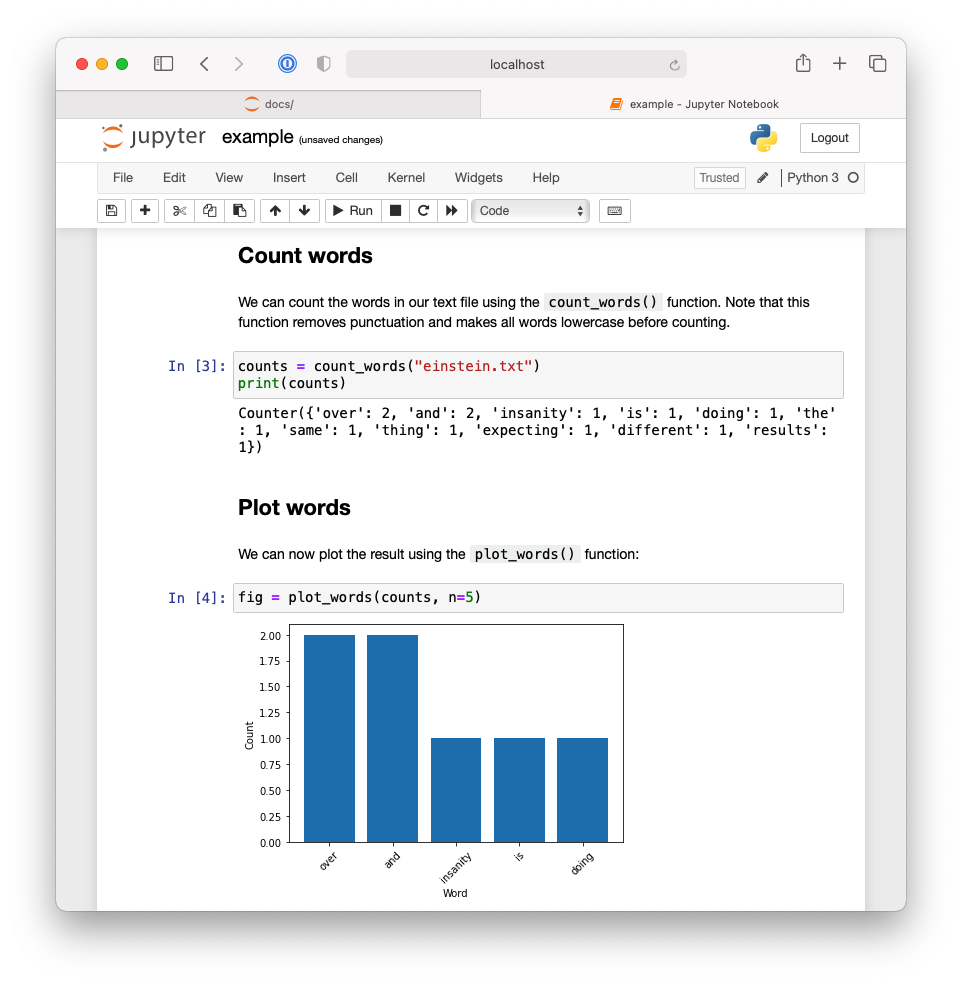 localhost
docs/
example - Jupyter Notebook
jupyter example (unsaved changes)
Logout
File Edit View Insert Cell Kernel Widgets Help
Trusted
Python 3
Run
Code
Count words
We can count the words in our text file using the count_words() function. Note that this
function removes punctuation and makes all words lowercase before counting.
In [3]: counts = count_words("einstein.txt")
print(counts)
Counter({'over': 2, 'and': 2, 'insanity': 1, 'is': 1, 'doing': 1, 'the'
: 1, 'same': 1, 'thing': 1, 'expecting': 1, 'different': 1, 'results':
1})
Plot words
We can now plot the result using the plot_words() function:
In [4]: fig = plot_words(counts, n=5)
2.00
1.75
1.50
1.25
1.00
0.75
0.50
0.25
0.00
Count
over and insanity is doing
Word